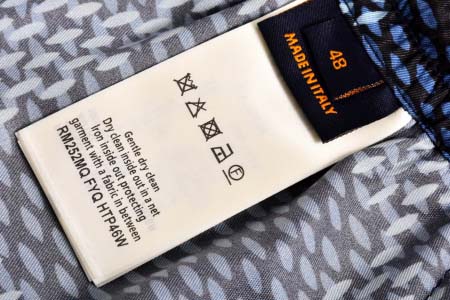 MADE IN ITALY
48
Gentle dry clean
Dry clean inside out in a net
Iron inside out protecting
garment with a fabric in between
RM252MQ FYQ HTP46W